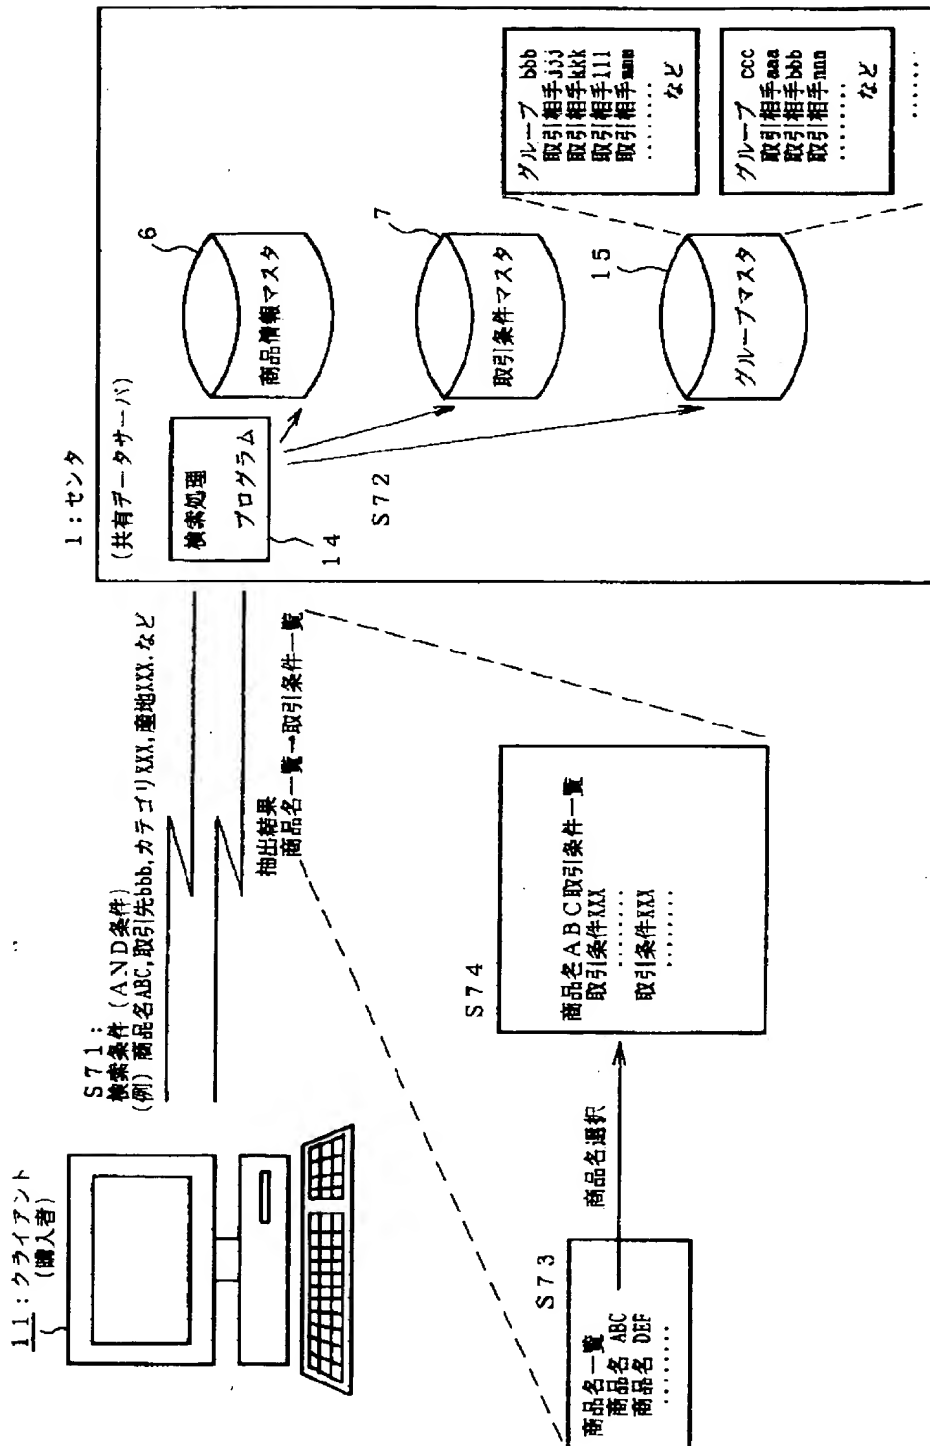 11:クライアント
(購入者)
S71:
検索条件(AND条件)
(例)商品名ABC,取引先bbb,カテゴリXXX,産地XXX.など
抽出結果
商品名一覧→取引条件一覧
S73
商品名一覧
商品名 ABC
商品名 DEF
........
商品名選択
S74
商品名ABC取引条件一覧
取引条件XXX
........
取引条件XXX
........
1:センタ
(共有データサーバ)
検索処理
プログラム
14
S72
6
商品情報マスタ
7
取引条件マスタ
15
グループマスタ
グループ bbb
取引相手jjj
取引相手kkk
取引相手lll
取引相手mmm
........
など
グループ ccc
取引相手aaa
取引相手bbb
取引相手nnn
........
など
......